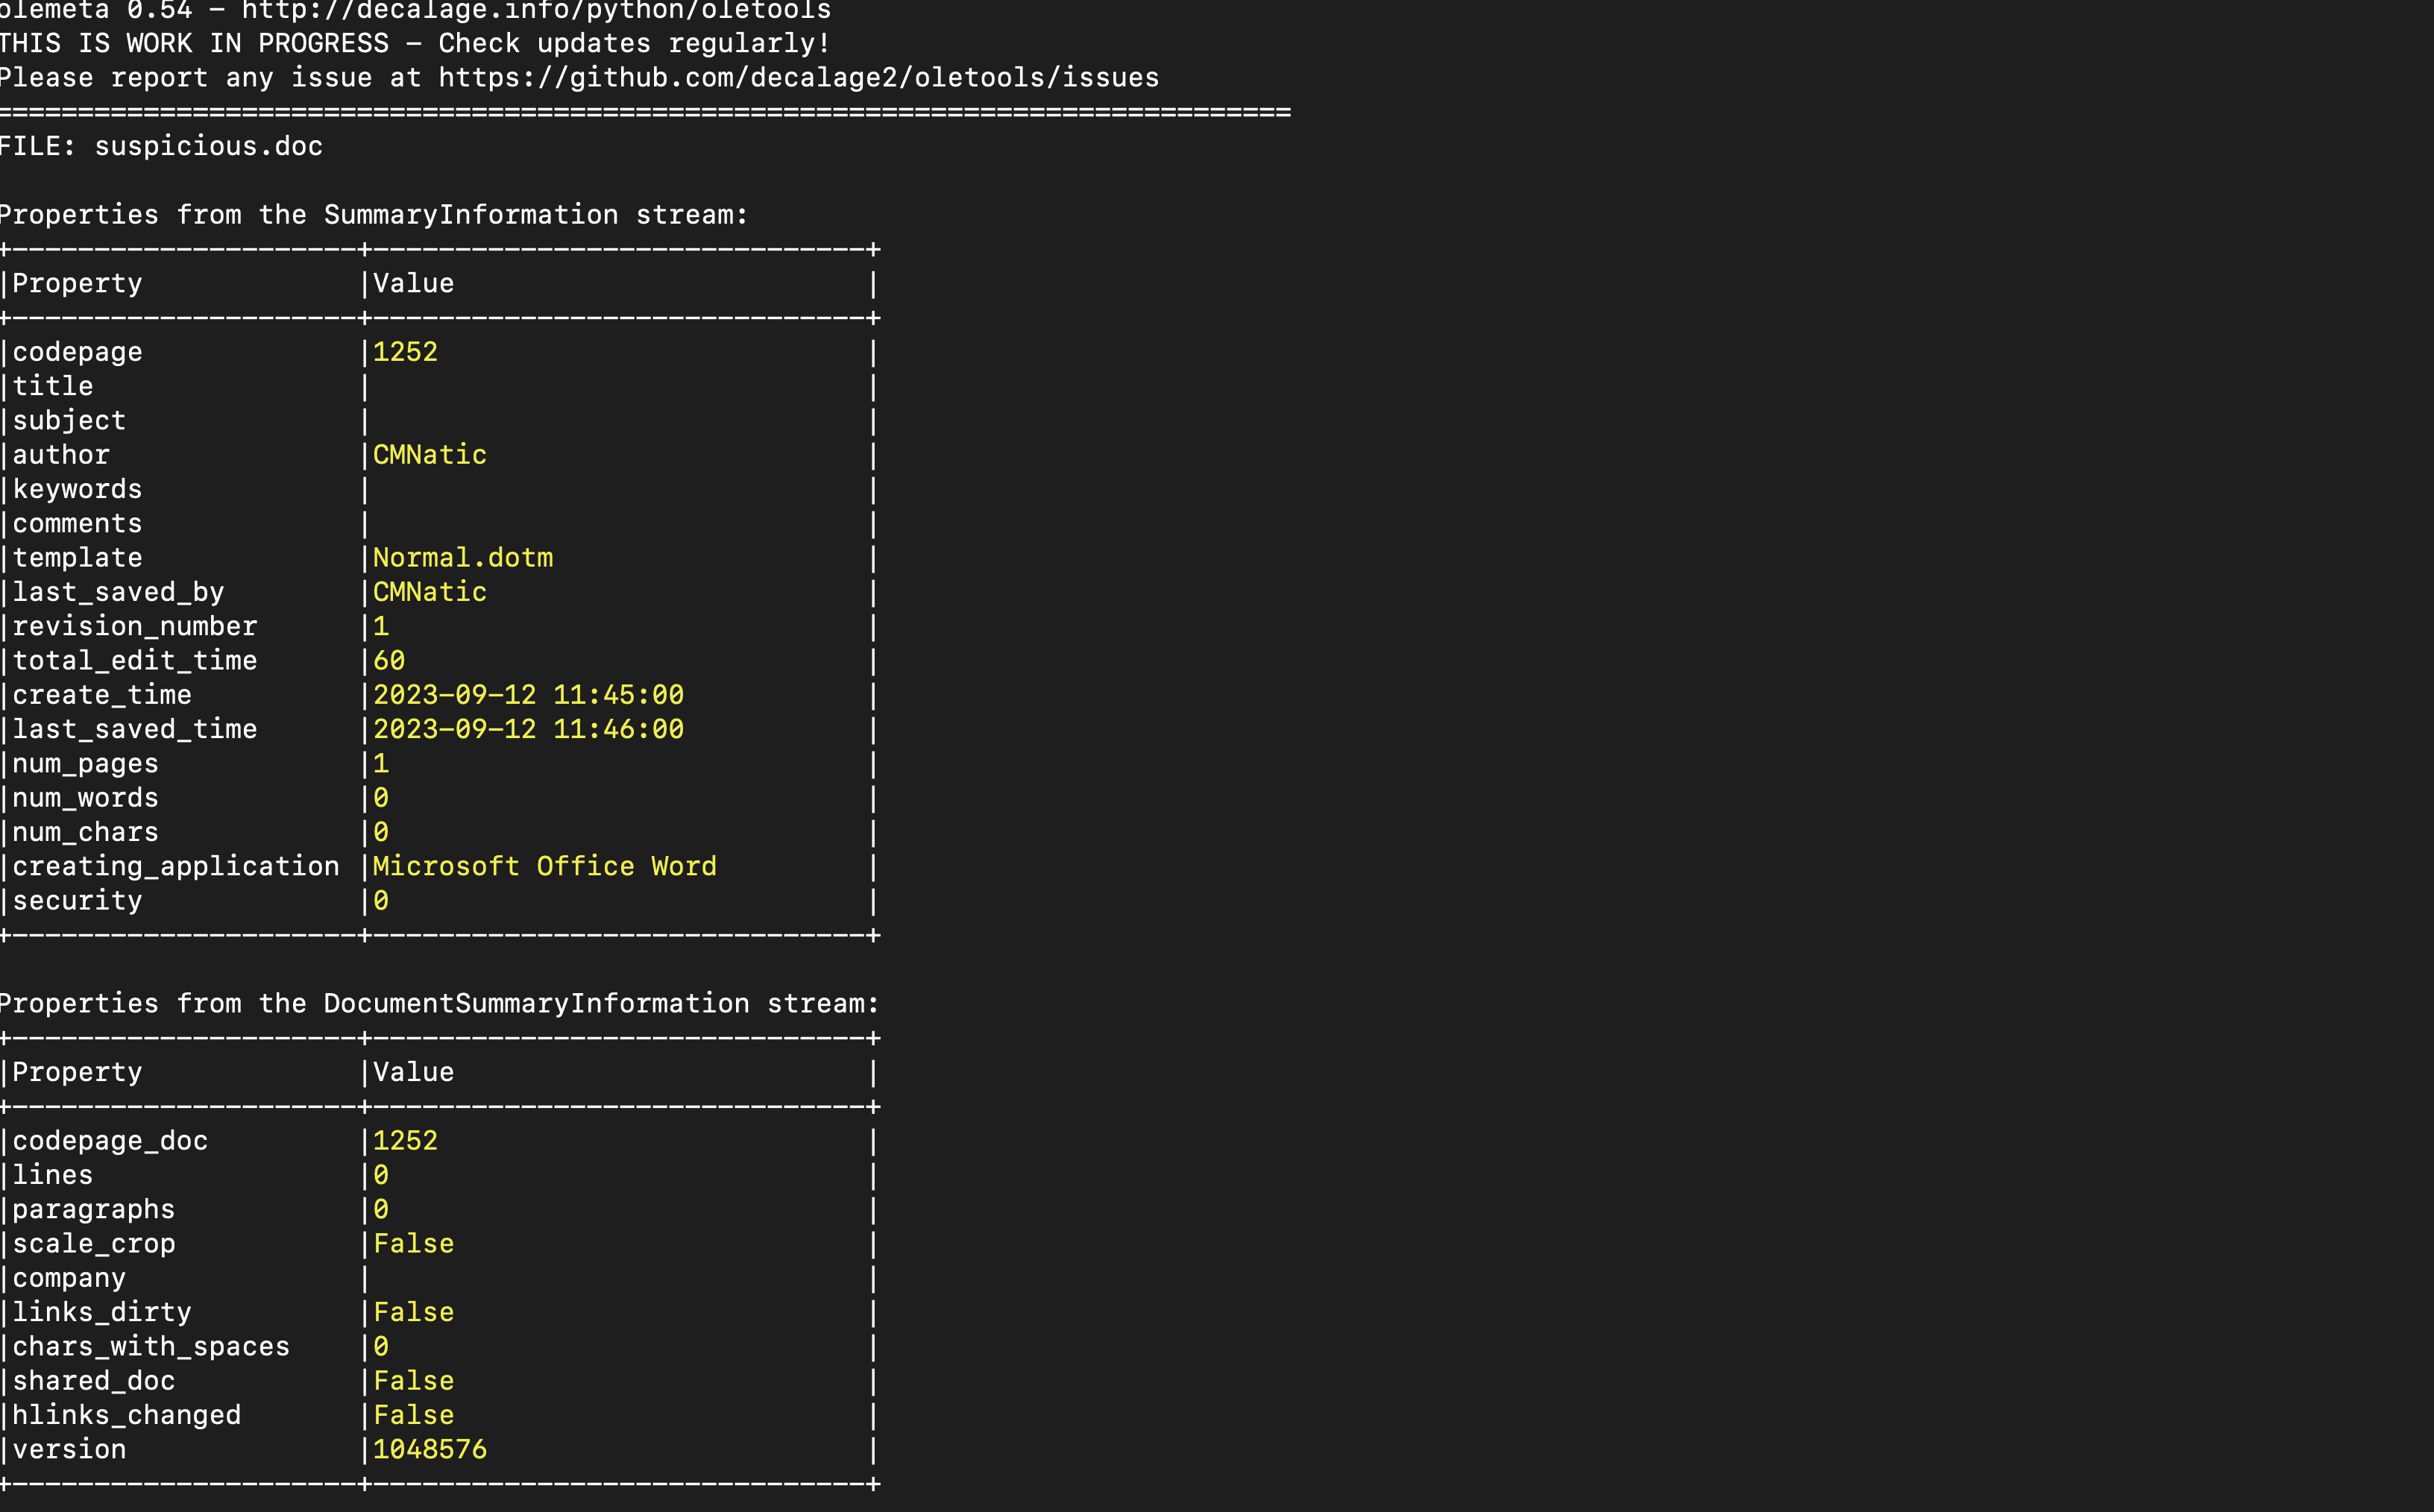 olemeta 0.54 - http://decalage.info/python/oletools
THIS IS WORK IN PROGRESS - Check updates regularly!
Please report any issue at https://github.com/decalage2/oletools/issues
===============================================================================
FILE: suspicious.doc
Properties from the SummaryInformation stream:
+---------------------+------------------------------+
|Property             |Value                         |
+---------------------+------------------------------+
|codepage             |1252                          |
|title                |                              |
|subject              |                              |
|author               |CMNatic                       |
|keywords             |                              |
|comments             |                              |
|template             |Normal.dotm                   |
|last_saved_by        |CMNatic                       |
|revision_number      |1                             |
|total_edit_time      |60                            |
|create_time          |2023-09-12 11:45:00           |
|last_saved_time      |2023-09-12 11:46:00           |
|num_pages            |1                             |
|num_words            |0                             |
|num_chars            |0                             |
|creating_application |Microsoft Office Word         |
|security             |0                             |
+---------------------+------------------------------+
Properties from the DocumentSummaryInformation stream:
+---------------------+------------------------------+
|Property             |Value                         |
+---------------------+------------------------------+
|codepage_doc         |1252                          |
|lines                |0                             |
|paragraphs           |0                             |
|scale_crop           |False                         |
|company              |                              |
|links_dirty          |False                         |
|chars_with_spaces    |0                             |
|shared_doc           |False                         |
|hlinks_changed       |False                         |
|version              |1048576                       |
+---------------------+------------------------------+